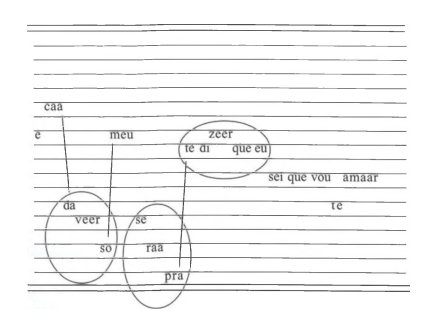 caa
e meu zeer
te di que eu
sei que vou amaar
da te
veer se
so raa
pra